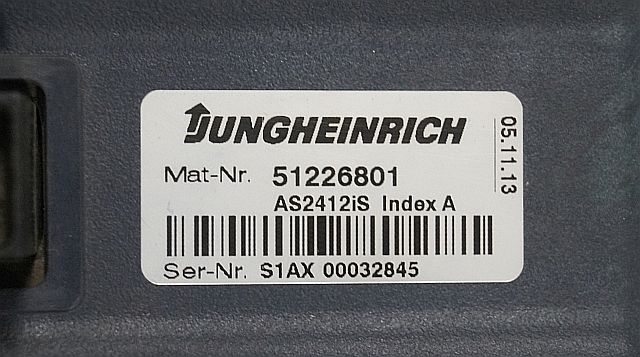 JUNGHEINRICH
Mat-Nr. 51226801
AS2412iS Index A
Ser-Nr. S1AX 00032845
05.11.13